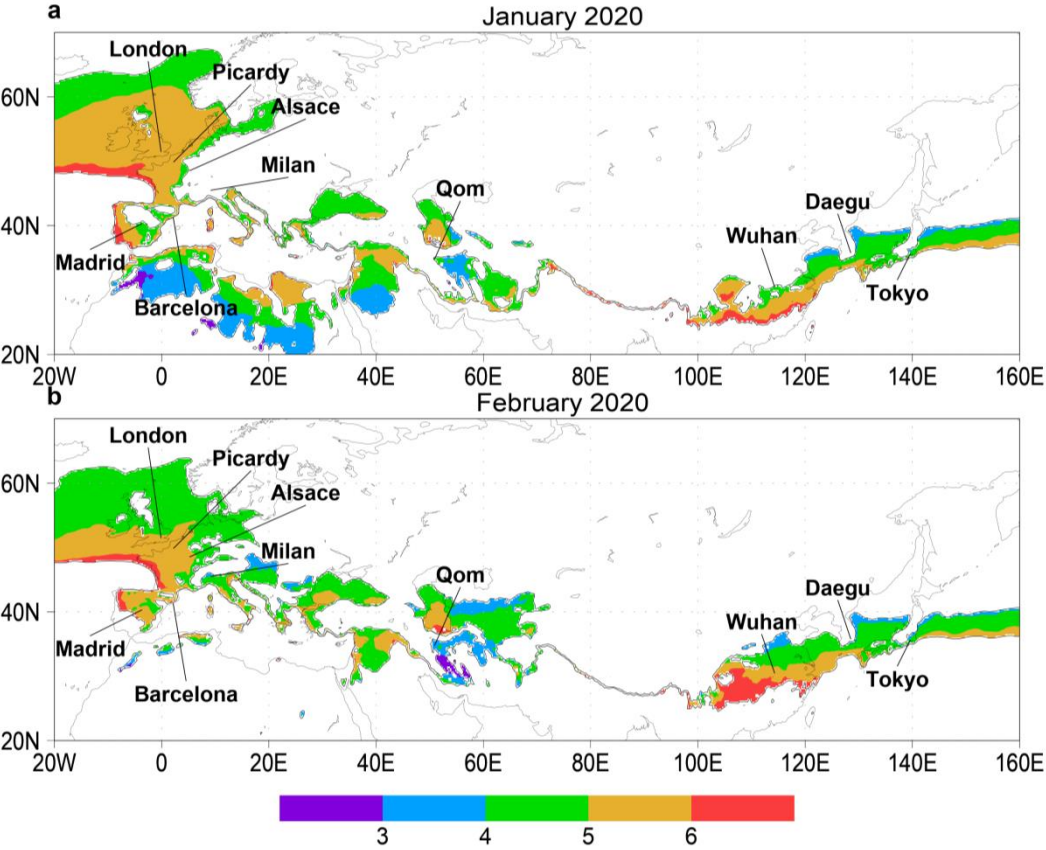 a
January 2020
London
Picardy
60N
Alsace
Milan
Qom
40N
Daegu
Wuhan
Madrid
Tokyo
Barcelona
20N
20W 0 20E 40E 60E 80E 100E 120E 140E 160E
b
February 2020
London
Picardy
60N
Alsace
Milan
Qom
40N
Daegu
Wuhan
Madrid
Tokyo
Barcelona
20N
20W 0 20E 40E 60E 80E 100E 120E 140E 160E
3 4 5 6